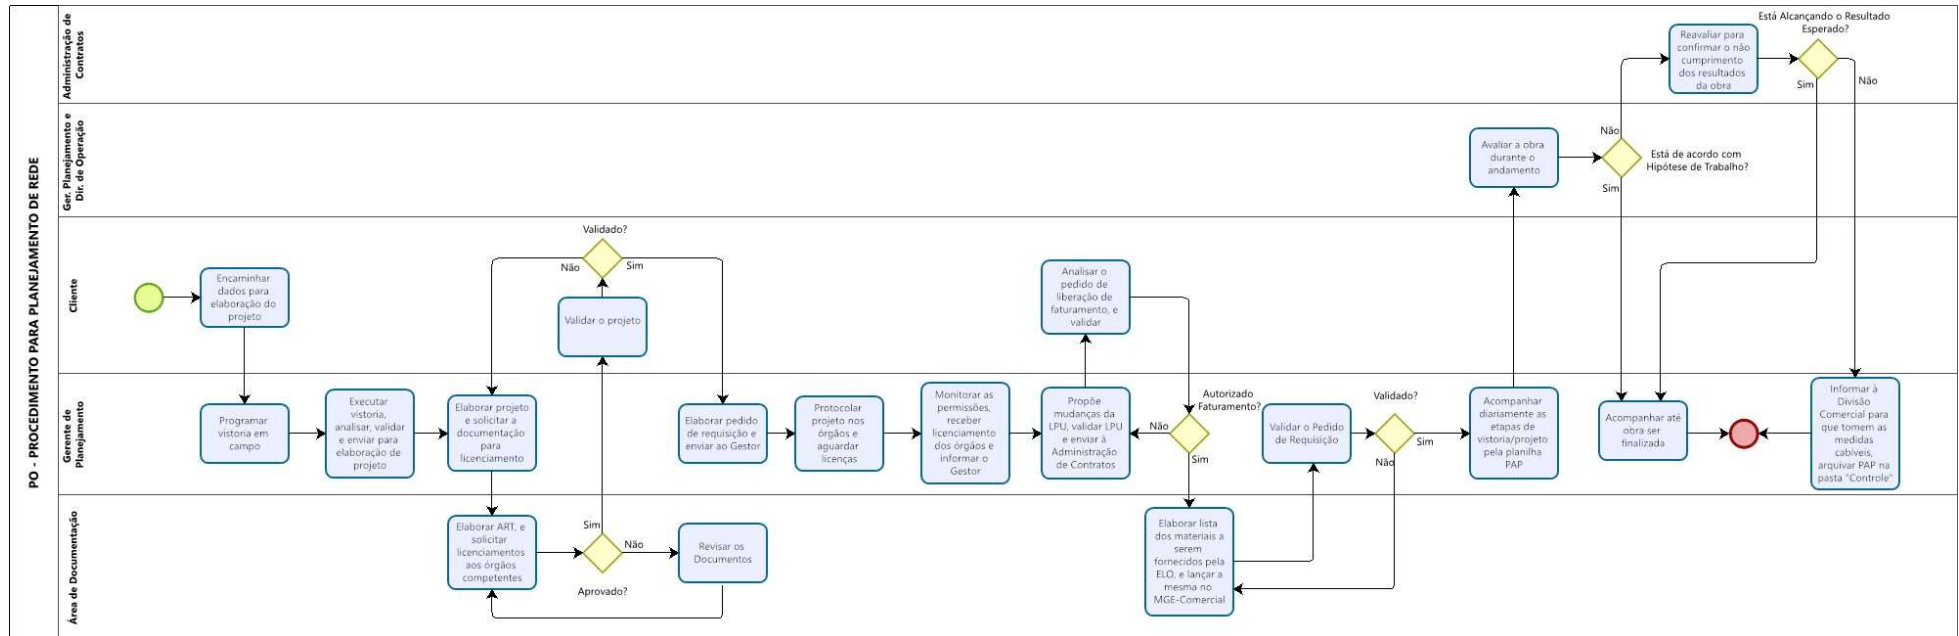 PO - PROCEDIMENTO PARA PLANEJAMENTO DE REDE
Administração de
Contratos
Reavaliar para
confirmar o não
cumprimento
dos resultados
da obra
Está Alcançando o Resultado
Esperado?
Sim
Não
Ger. Planejamento e
Dir. de Operação
Avaliar a obra
durante o
andamento
Não
Está de acordo com
Hipótese de Trabalho?
Sim
Cliente
Encaminhar
dados para
elaboração do
projeto
Validado?
Não
Sim
Validar o projeto
Analisar o
pedido de
liberação de
faturamento, e
validar
Gerente de
Planejamento
Programar
vistoria em
campo
Executar
vistoria,
analisar, validar
e enviar para
elaboração de
projeto
Elaborar projeto
e solicitar a
documentação
para
licenciamento
Elaborar pedido
de requisição e
enviar ao Gestor
Protocolar
projeto nos
órgãos e
aguardar
licenças
Monitorar as
permissões,
receber
licenciamento
dos órgãos e
informar o
Gestor
Propõe
mudanças da
LPU, validar LPU
e enviar à
Administração
de Contratos
Autorizado
Faturamento?
Não
Sim
Validar o Pedido
de Requisição
Validado?
Sim
Não
Acompanhar
diariamente as
etapas de
vistoria/projeto
pela planilha
PAP
Acompanhar até
obra ser
finalizada
Informar à
Divisão
Comercial para
que tomem as
medidas
cabíveis,
arquivar PAP na
pasta "Controle"
Área de Documentação
Elaborar ART, e
solicitar
licenciamentos
aos órgãos
competentes
Sim
Não
Aprovado?
Revisar os
Documentos
Elaborar lista
dos materiais a
serem
fornecidos pela
ELO, e lançar a
mesma no
MGE-Comercial